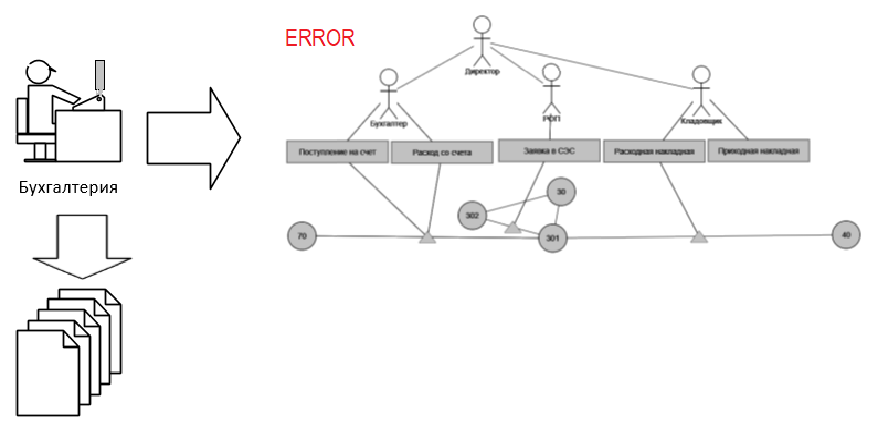 ERROR
Директор
Бухгалтер
РОП
Кладовщик
Поступление на счет
Расход со счета
Заявка в СЭС
Расходная накладная
Приходная накладная
Бухгалтерия
30
302
70
301
40